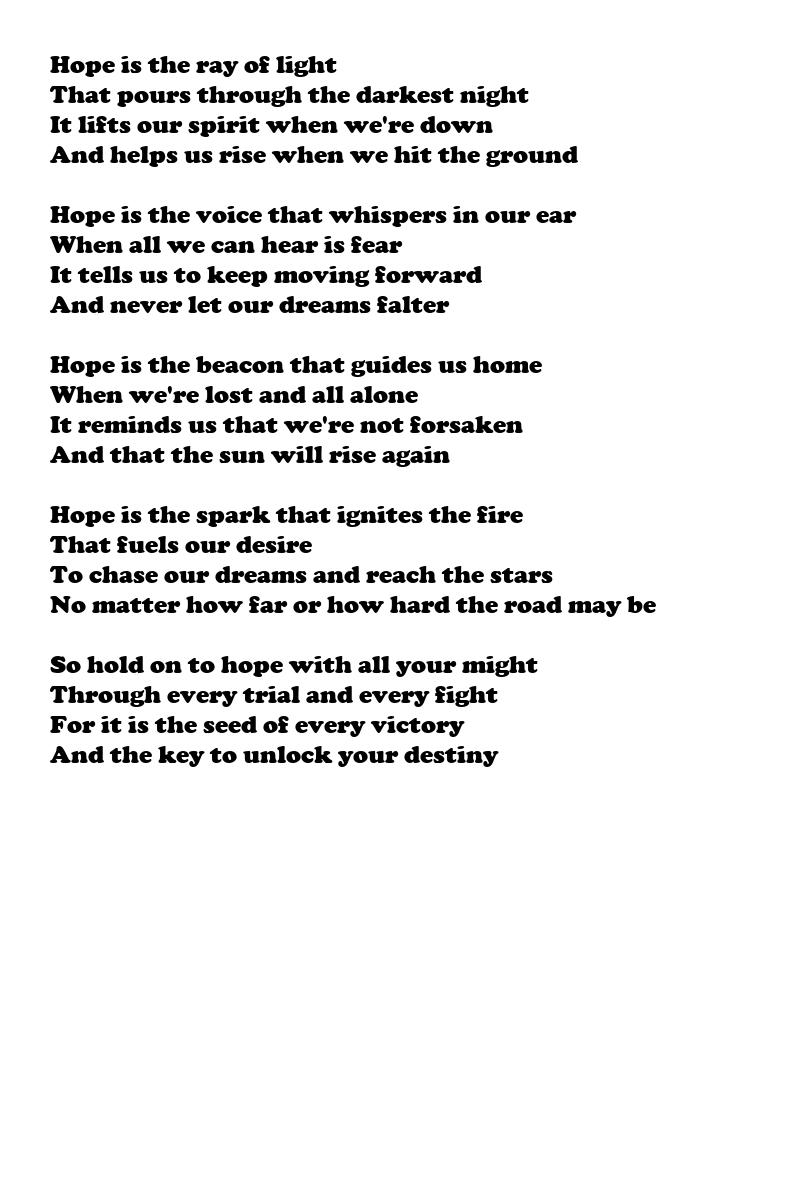 Hope is the ray of light
That pours through the darkest night
It lifts our spirit when we're down
And helps us rise when we hit the ground

Hope is the voice that whispers in our ear
When all we can hear is fear
It tells us to keep moving forward
And never let our dreams falter

Hope is the beacon that guides us home
When we're lost and all alone
It reminds us that we're not forsaken
And that the sun will rise again

Hope is the spark that ignites the fire
That fuels our desire
To chase our dreams and reach the stars
No matter how far or how hard the road may be

So hold on to hope with all your might
Through every trial and every fight
For it is the seed of every victory
And the key to unlock your destiny